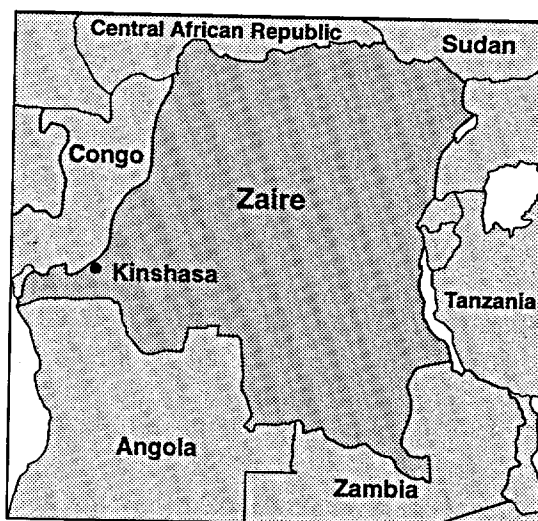 Central African Republic
Sudan
Congo
Zaire
Kinshasa
Tanzania
Angola
Zambia